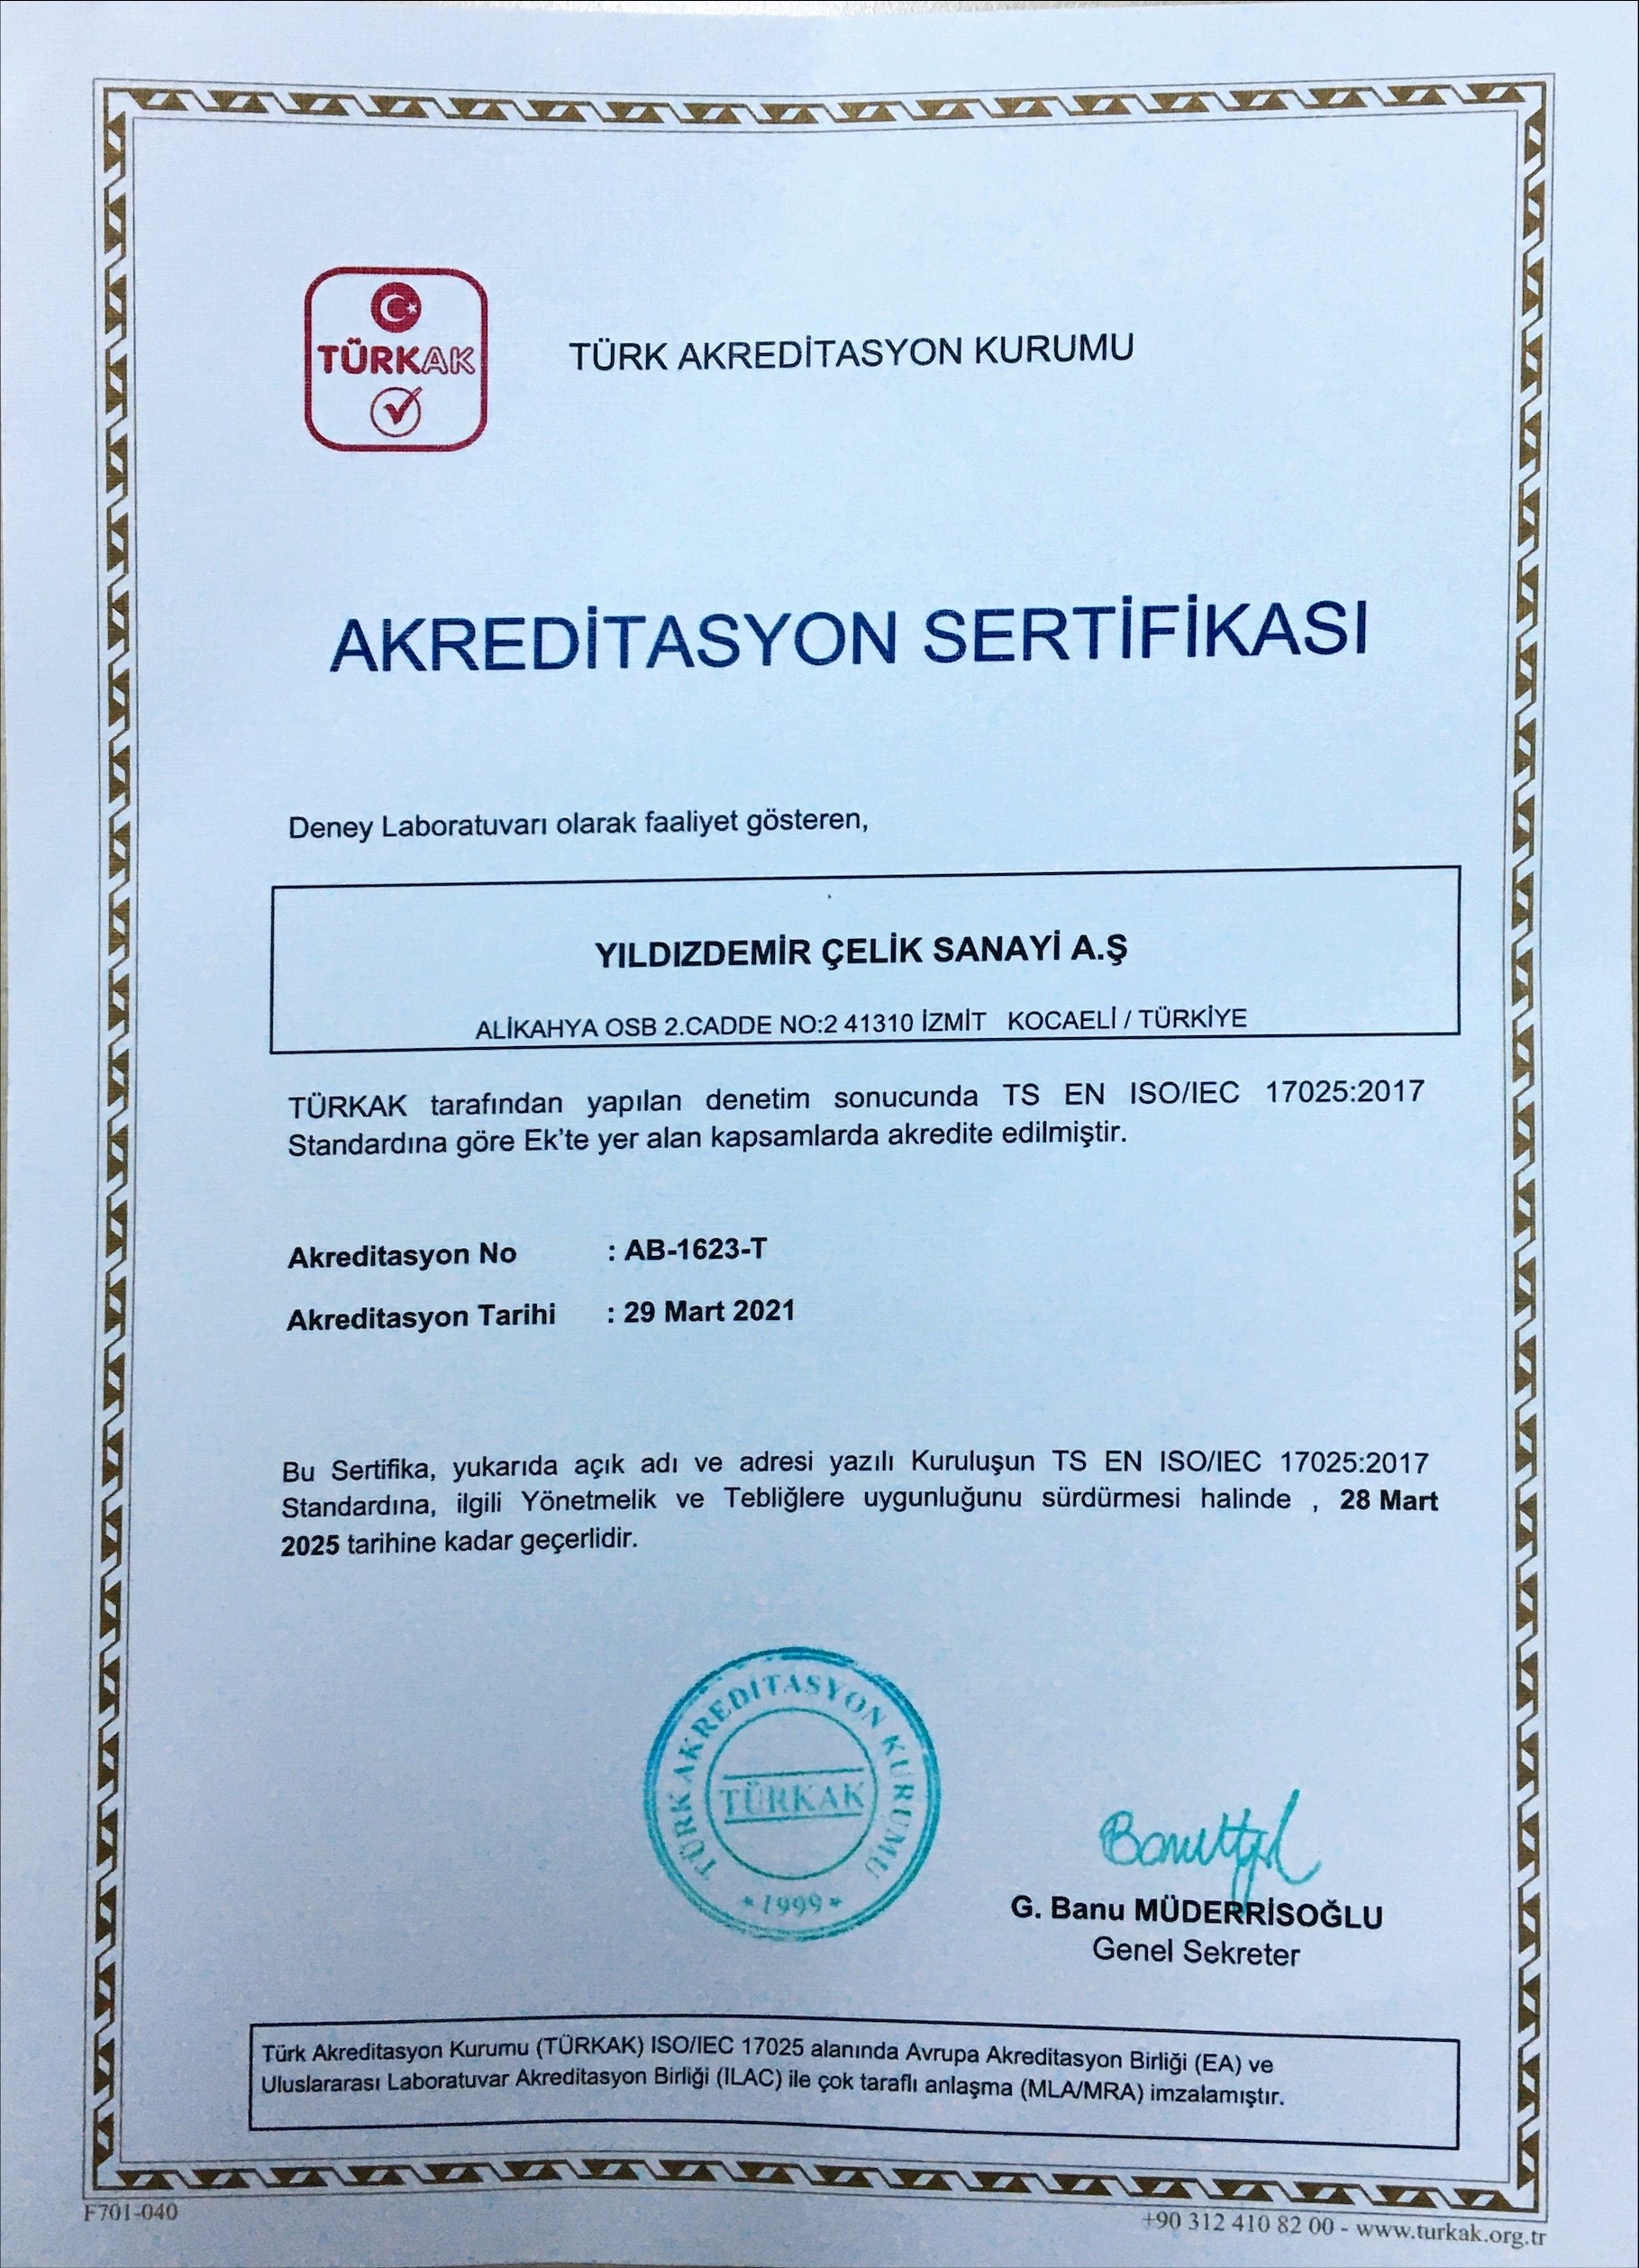 TÜRKAK
TÜRK AKREDİTASYON KURUMU
AKREDİTASYON SERTİFİKASI
Deney Laboratuvarı olarak faaliyet gösteren,
YILDIZDEMİR ÇELİK SANAYİ A.Ş
ALİKAHYA OSB 2.CADDE NO:2 41310 İZMİT KOCAELİ / TÜRKİYE
TÜRKAK tarafından yapılan denetim sonucunda TS EN ISO/IEC 17025:2017
Standardına göre Ek'te yer alan kapsamlarda akredite edilmiştir.
Akreditasyon No : AB-1623-T
Akreditasyon Tarihi : 29 Mart 2021
Bu Sertifika, yukarıda açık adı ve adresi yazılı Kuruluşun TS EN ISO/IEC 17025:2017
Standardına, ilgili Yönetmelik ve Tebliğlere uygunluğunu sürdürmesi halinde , 28 Mart
2025 tarihine kadar geçerlidir.
TÜRK AKREDİTASYON KURUMU
TÜRKAK
*1999*
G. Banu MÜDERRİSOĞLU
Genel Sekreter
Türk Akreditasyon Kurumu (TÜRKAK) ISO/IEC 17025 alanında Avrupa Akreditasyon Birliği (EA) ve
Uluslararası Laboratuvar Akreditasyon Birliği (ILAC) ile çok taraflı anlaşma (MLA/MRA) imzalamıştır.
F701-040
+90 312 410 82 00 - www.turkak.org.tr